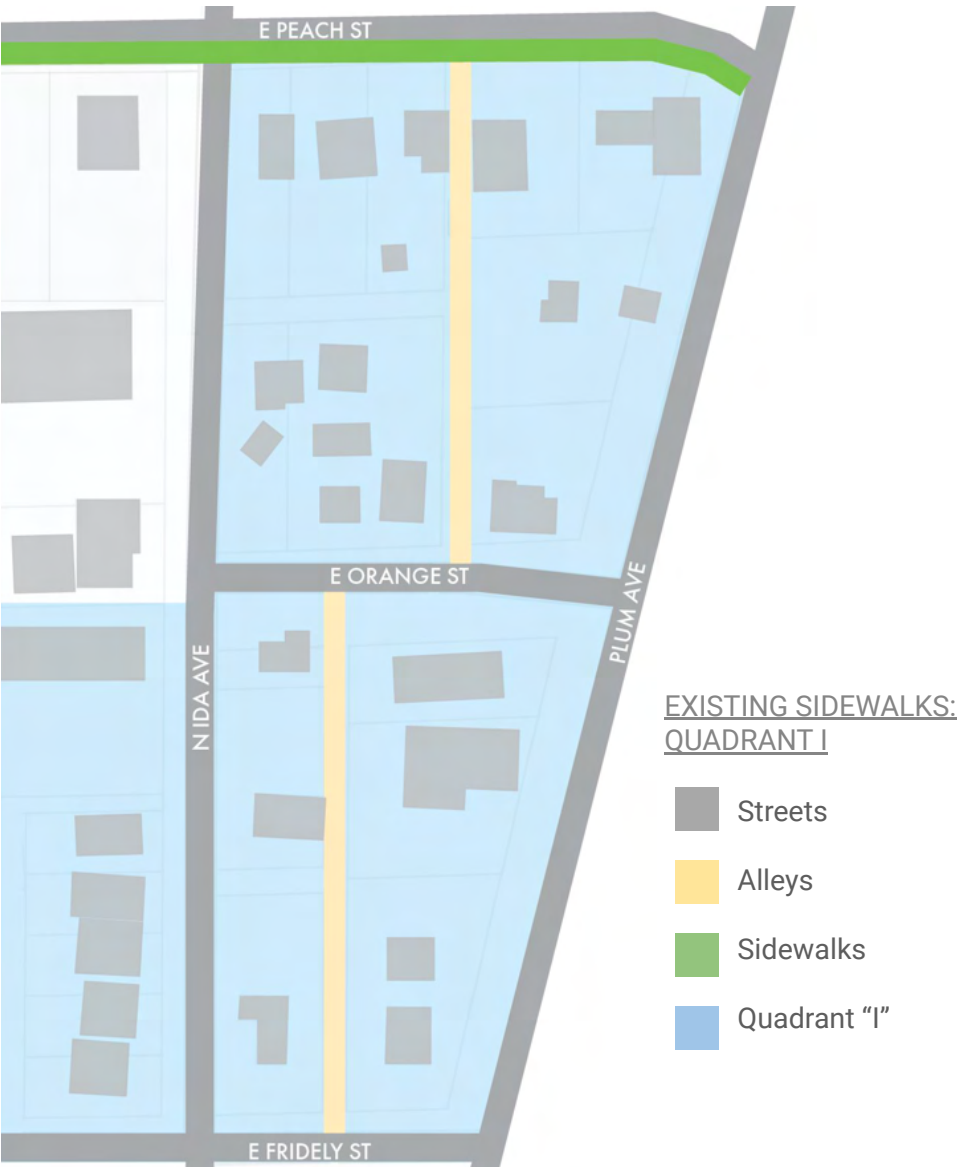 E PEACH ST
E ORANGE ST
PLUM AVE
N IDA AVE
EXISTING SIDEWALKS:
QUADRANT I
Streets
Alleys
Sidewalks
Quadrant “I”
E FRIDELY ST